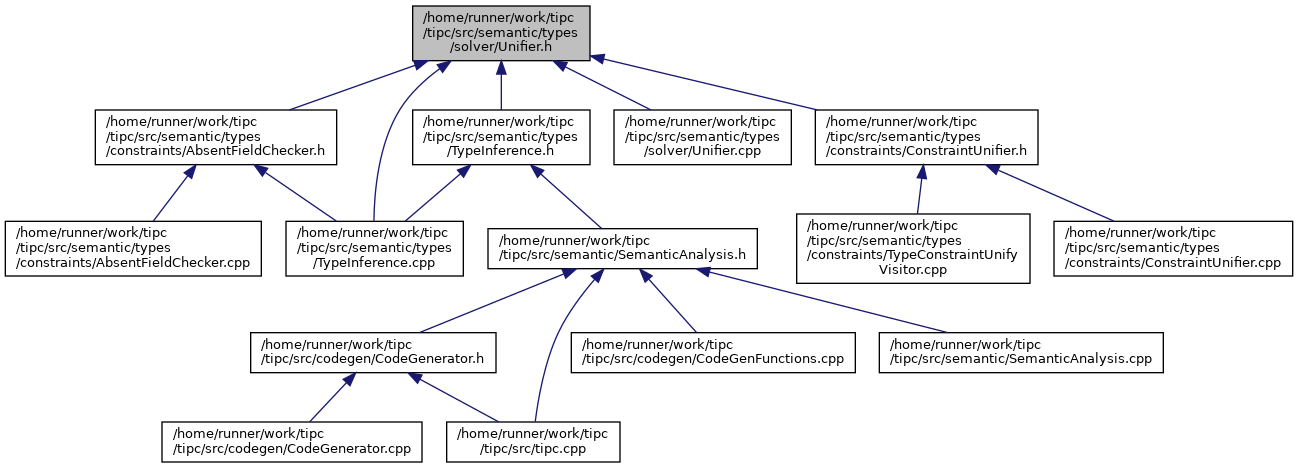 /home/runner/work/tipc
/tipc/src/semantic/types
/solver/Unifier.h
/home/runner/work/tipc
/tipc/src/semantic/types
/constraints/AbsentFieldChecker.h
/home/runner/work/tipc
/tipc/src/semantic/types
/TypeInference.h
/home/runner/work/tipc
/tipc/src/semantic/types
/solver/Unifier.cpp
/home/runner/work/tipc
/tipc/src/semantic/types
/constraints/ConstraintUnifier.h
/home/runner/work/tipc
/tipc/src/semantic/types
/constraints/AbsentFieldChecker.cpp
/home/runner/work/tipc
/tipc/src/semantic/types
/TypeInference.cpp
/home/runner/work/tipc
/tipc/src/semantic/SemanticAnalysis.h
/home/runner/work/tipc
/tipc/src/semantic/types
/constraints/TypeConstraintUnify
Visitor.cpp
/home/runner/work/tipc
/tipc/src/semantic/types
/constraints/ConstraintUnifier.cpp
/home/runner/work/tipc
/tipc/src/codegen/CodeGenerator.h
/home/runner/work/tipc
/tipc/src/codegen/CodeGenFunctions.cpp
/home/runner/work/tipc
/tipc/src/semantic/SemanticAnalysis.cpp
/home/runner/work/tipc
/tipc/src/codegen/CodeGenerator.cpp
/home/runner/work/tipc
/tipc/src/tipc.cpp